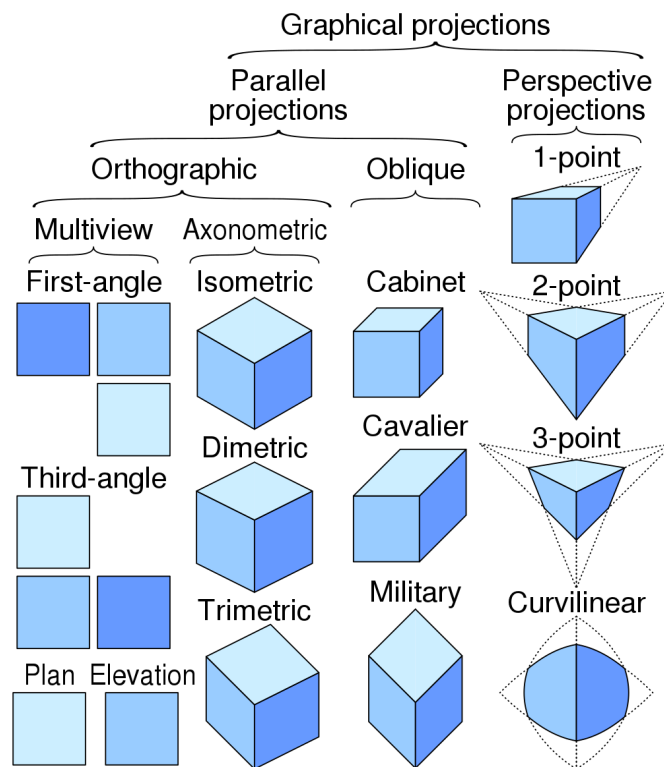 Graphical projections
Parallel
projections
Perspective
projections
Orthographic
Oblique
1-point
Multiview
Axonometric
First-angle
Isometric
Cabinet
2-point
Third-angle
Dimetric
Cavalier
3-point
Trimetric
Military
Curvilinear
Plan
Elevation